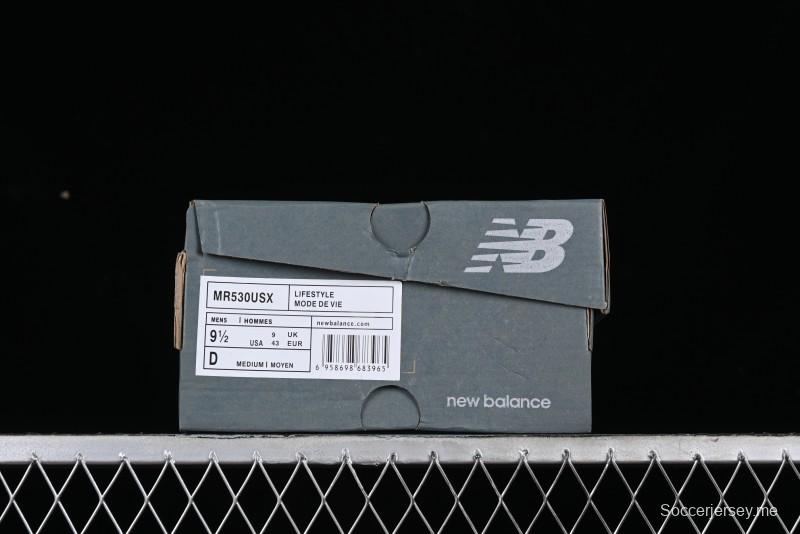 NB
MR530USX
LIFESTYLE
MODE DE VIE
MENS | HOMMES
newbalance.com
9½ USA
9 UK
43 EUR
D MEDIUM | MOYEN
6 958698 683965
new balance
Soccerjersey.me